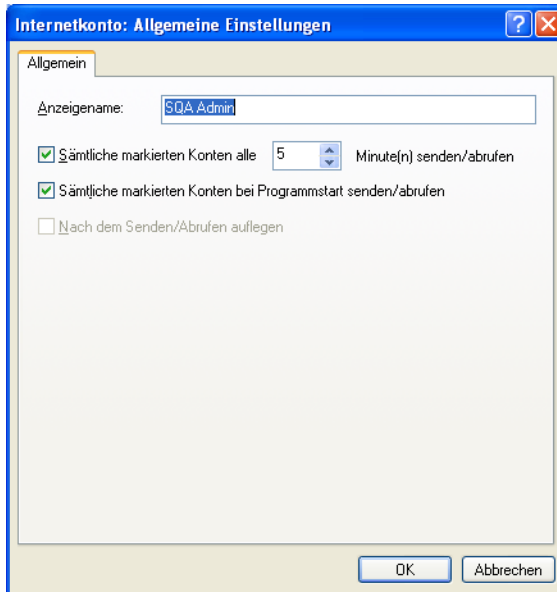 Internetkonto: Allgemeine Einstellungen
Allgemein
Anzeigename: SQA Admin
Sämtliche markierten Konten alle 5 Minute(n) senden/abrufen
Sämtliche markierten Konten bei Programmstart senden/abrufen
Nach dem Senden/Abrufen auflegen
OK Abbrechen